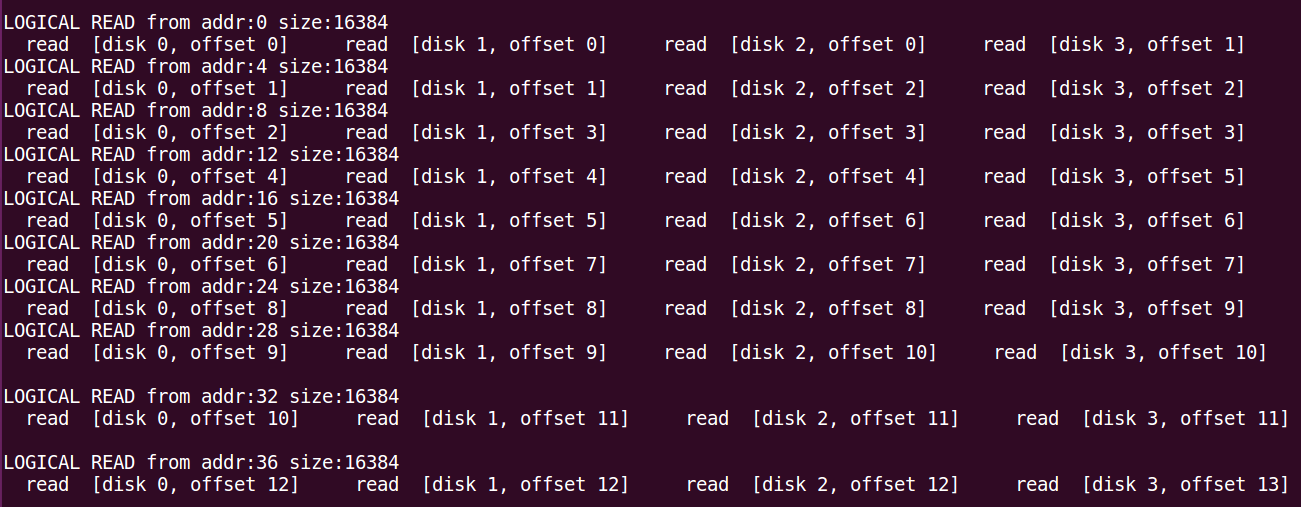 LOGICAL READ from addr:0 size:16384
  read  [disk 0, offset 0]     read  [disk 1, offset 0]     read  [disk 2, offset 0]     read  [disk 3, offset 1]
LOGICAL READ from addr:4 size:16384
  read  [disk 0, offset 1]     read  [disk 1, offset 1]     read  [disk 2, offset 2]     read  [disk 3, offset 2]
LOGICAL READ from addr:8 size:16384
  read  [disk 0, offset 2]     read  [disk 1, offset 3]     read  [disk 2, offset 3]     read  [disk 3, offset 3]
LOGICAL READ from addr:12 size:16384
  read  [disk 0, offset 4]     read  [disk 1, offset 4]     read  [disk 2, offset 4]     read  [disk 3, offset 5]
LOGICAL READ from addr:16 size:16384
  read  [disk 0, offset 5]     read  [disk 1, offset 5]     read  [disk 2, offset 6]     read  [disk 3, offset 6]
LOGICAL READ from addr:20 size:16384
  read  [disk 0, offset 6]     read  [disk 1, offset 7]     read  [disk 2, offset 7]     read  [disk 3, offset 7]
LOGICAL READ from addr:24 size:16384
  read  [disk 0, offset 8]     read  [disk 1, offset 8]     read  [disk 2, offset 8]     read  [disk 3, offset 9]
LOGICAL READ from addr:28 size:16384
  read  [disk 0, offset 9]     read  [disk 1, offset 9]     read  [disk 2, offset 10]     read  [disk 3, offset 10]
LOGICAL READ from addr:32 size:16384
  read  [disk 0, offset 10]     read  [disk 1, offset 11]     read  [disk 2, offset 11]     read  [disk 3, offset 11]
LOGICAL READ from addr:36 size:16384
  read  [disk 0, offset 12]     read  [disk 1, offset 12]     read  [disk 2, offset 12]     read  [disk 3, offset 13]